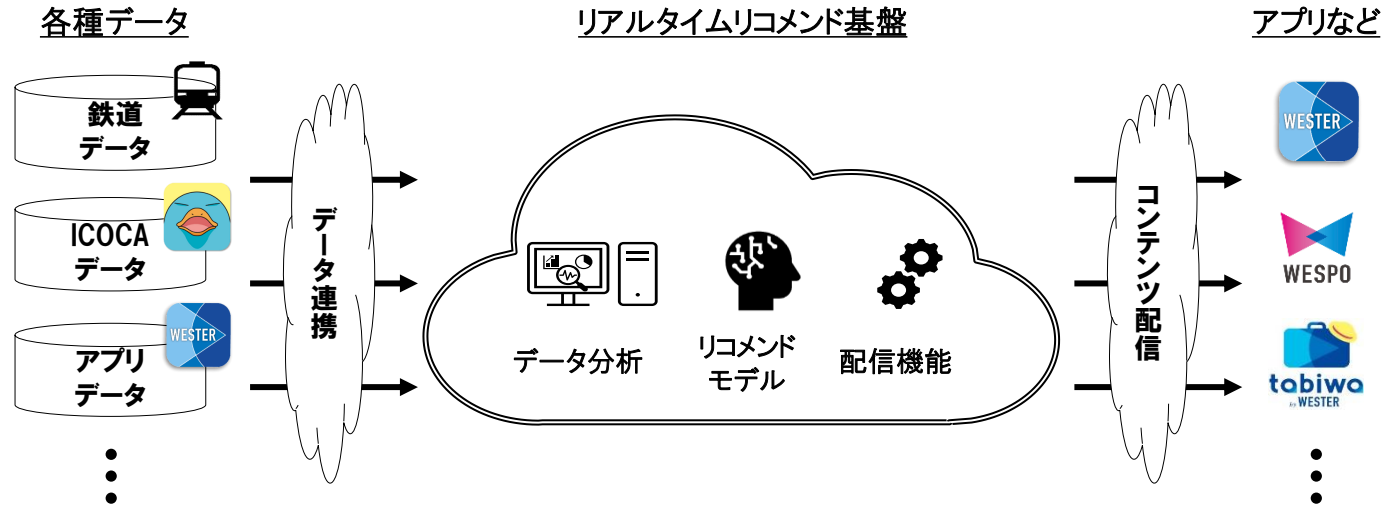 各種データ
リアルタイムリコメンド基盤
アプリなど
鉄道
データ
ICOCA
データ
WESTER
アプリ
データ
データ連携
データ分析
リコメンド
モデル
配信機能
コンテンツ配信
WESTER
WESPO
tabiwa
by WESTER